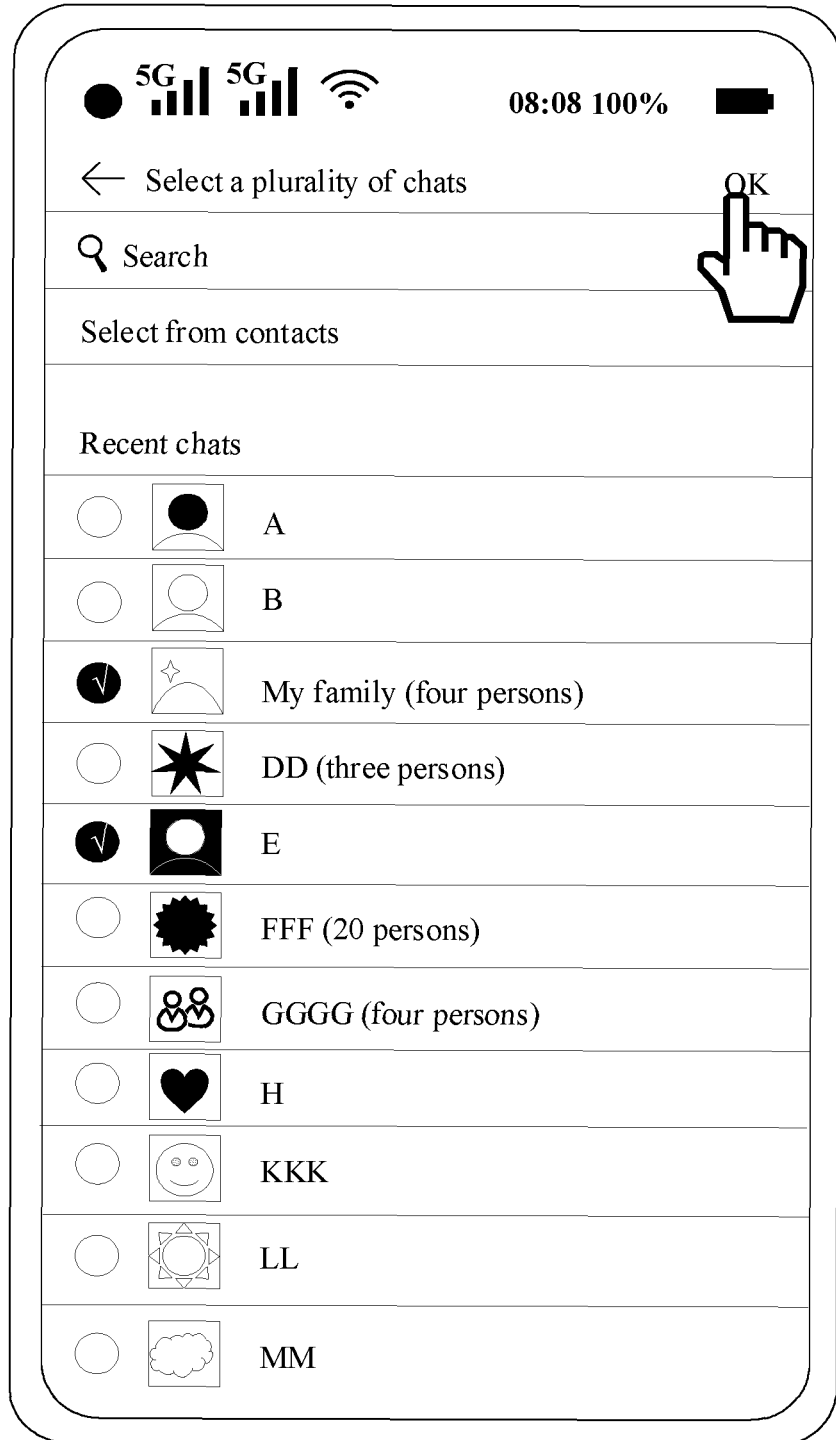 5G 5G 08:08 100%
Select a plurality of chats OK
Search
Select from contacts
Recent chats
A
B
√ My family (four persons)
DD (three persons)
√ E
FFF (20 persons)
GGGG (four persons)
H
KKK
LL
MM